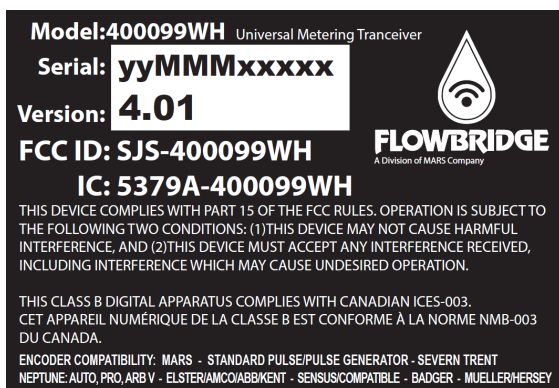 Model:400099WH Universal Metering Tranceiver
Serial: yyMMMxxxxx
Version: 4.01
FLOWBRIDGE
A Division of MARS Company
FCC ID: SJS-400099WH
IC: 5379A-400099WH
THIS DEVICE COMPLIES WITH PART 15 OF THE FCC RULES. OPERATION IS SUBJECT TO
THE FOLLOWING TWO CONDITIONS: (1)THIS DEVICE MAY NOT CAUSE HARMFUL
INTERFERENCE, AND (2)THIS DEVICE MUST ACCEPT ANY INTERFERENCE RECEIVED,
INCLUDING INTERFERENCE WHICH MAY CAUSE UNDESIRED OPERATION.
THIS CLASS B DIGITAL APPARATUS COMPLIES WITH CANADIAN ICES-003.
CET APPAREIL NUMÉRIQUE DE LA CLASSE B EST CONFORME À LA NORME NMB-003
DU CANADA.
ENCODER COMPATIBILITY: MARS - STANDARD PULSE/PULSE GENERATOR - SEVERN TRENT
NEPTUNE: AUTO, PRO, ARB V - ELSTER/AMCO/ABB/KENT - SENSUS/COMPATIBLE - BADGER - MUELLER/HERSEY